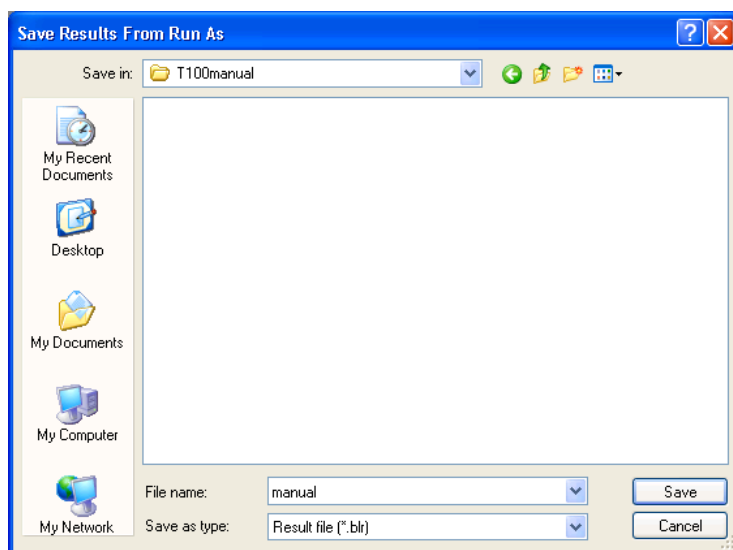 Save Results From Run As
Save in: T100manual
My Recent
Documents
Desktop
My Documents
My Computer
My Network
File name: manual Save
Save as type: Result file (*.blr) Cancel